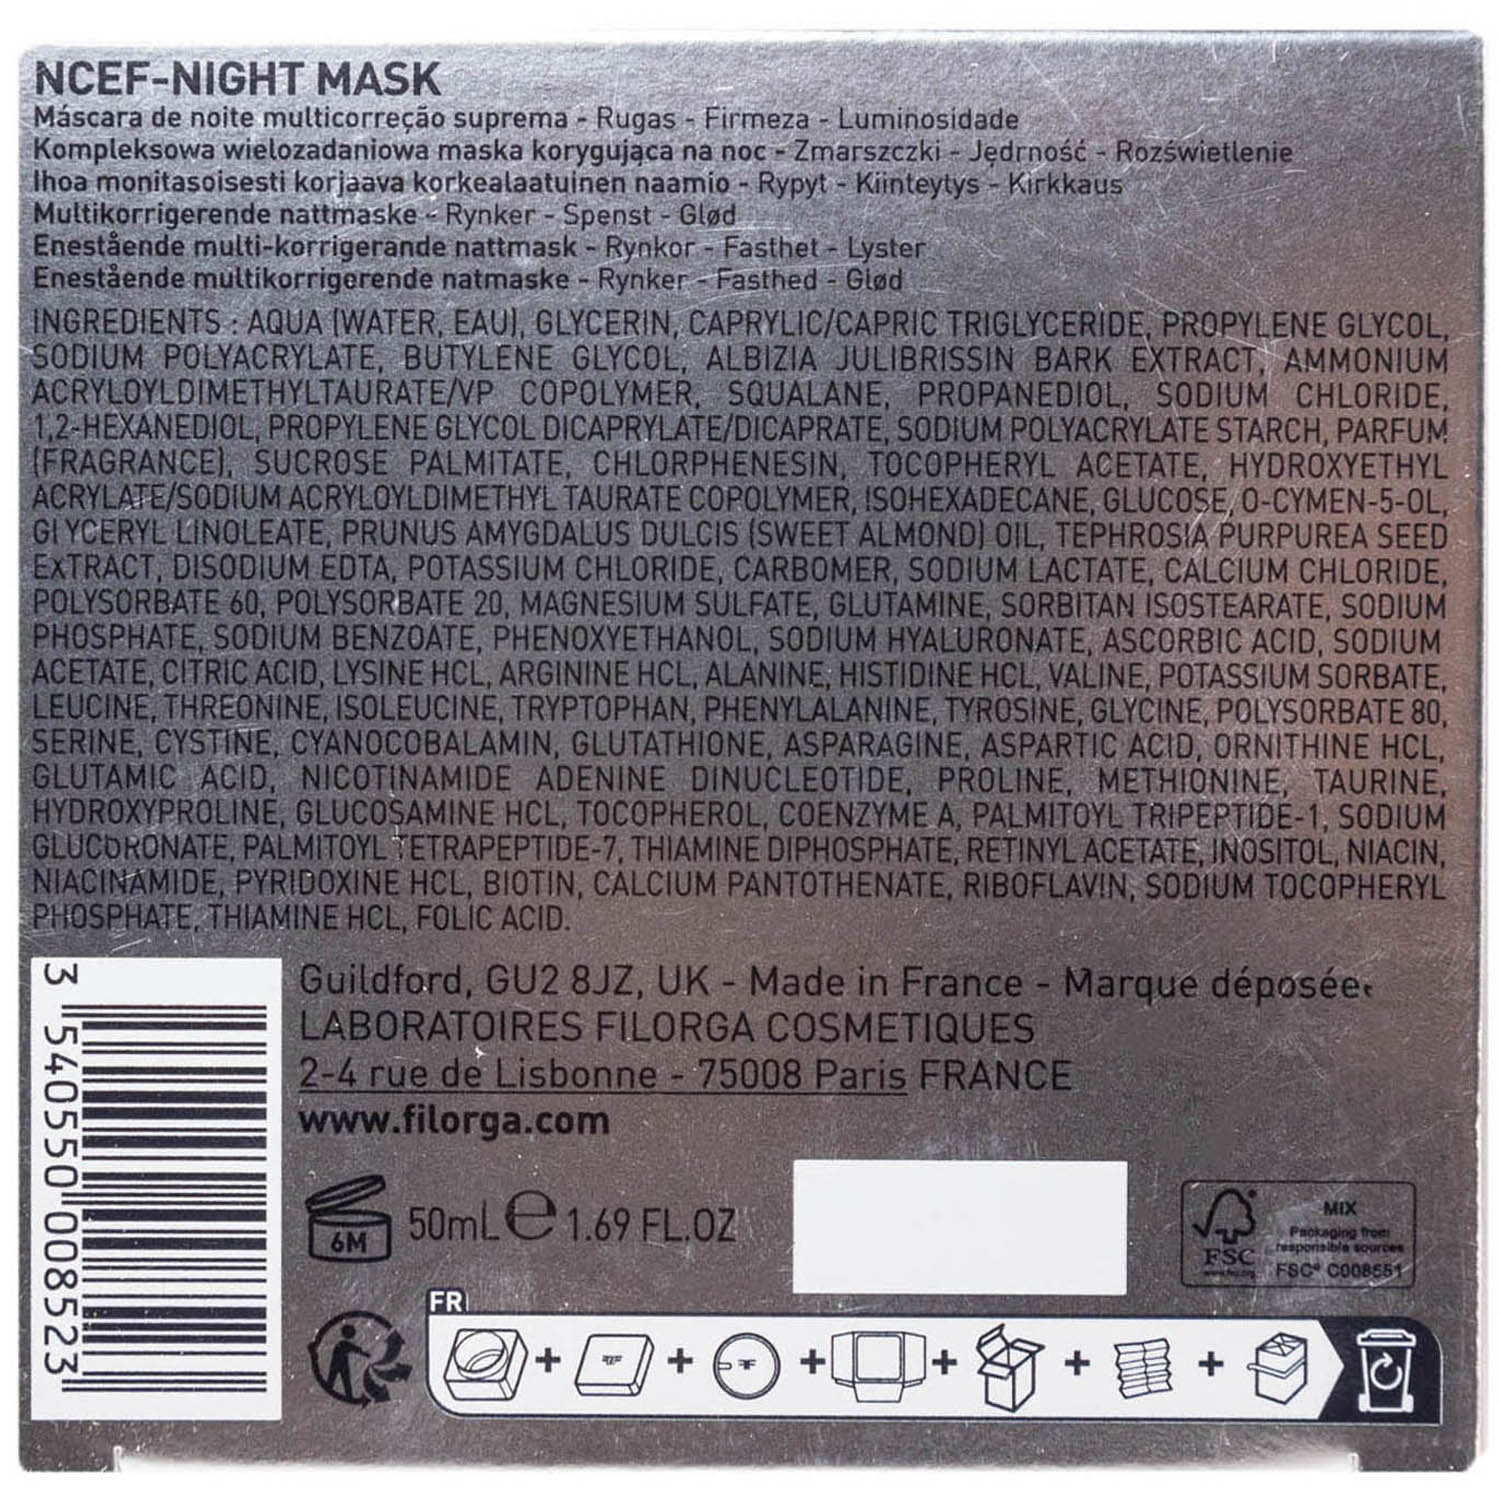 NCEF-NIGHT MASK
Máscara de noite multicorreção suprema - Rugas - Firmeza - Luminosidade
Kompleksowa wielozadaniowa maska korygująca na noc - Zmarszczki - Jędrność - Rozświetlenie
Ihoa monitasoisesti korjaava korkealaatuinen naamio - Rypyt - Kiinteytys - Kirkkaus
Multikorrigerende nattmaske - Rynker - Spenst - Glød
Enestående multi-korrigerande nattmask - Rynkor - Fasthet - Lyster
Enestående multikorrigerende natmaske - Rynker - Fasthed - Glød
INGREDIENTS : AQUA (WATER, EAU), GLYCERIN, CAPRYLIC/CAPRIC TRIGLYCERIDE, PROPYLENE GLYCOL,
SODIUM POLYACRYLATE, BUTYLENE GLYCOL, ALBIZIA JULIBRISSIN BARK EXTRACT, AMMONIUM
ACRYLOYLDIMETHYLTAURATE/VP COPOLYMER, SQUALANE, PROPANEDIOL, SODIUM CHLORIDE,
1,2-HEXANEDIOL, PROPYLENE GLYCOL DICAPRYLATE/DICAPRATE, SODIUM POLYACRYLATE STARCH, PARFUM
(FRAGRANCE), SUCROSE PALMITATE, CHLORPHENESIN, TOCOPHERYL ACETATE, HYDROXYETHYL
ACRYLATE/SODIUM ACRYLOYLDIMETHYL TAURATE COPOLYMER, ISOHEXADECANE, GLUCOSE, O-CYMEN-5-OL,
GLYCERYL LINOLEATE, PRUNUS AMYGDALUS DULCIS (SWEET ALMOND) OIL, TEPHROSIA PURPUREA SEED
EXTRACT, DISODIUM EDTA, POTASSIUM CHLORIDE, CARBOMER, SODIUM LACTATE, CALCIUM CHLORIDE,
POLYSORBATE 60, POLYSORBATE 20, MAGNESIUM SULFATE, GLUTAMINE, SORBITAN ISOSTEARATE, SODIUM
PHOSPHATE, SODIUM BENZOATE, PHENOXYETHANOL, SODIUM HYALURONATE, ASCORBIC ACID, SODIUM
ACETATE, CITRIC ACID, LYSINE HCL, ARGININE HCL, ALANINE, HISTIDINE HCL, VALINE, POTASSIUM SORBATE,
LEUCINE, THREONINE, ISOLEUCINE, TRYPTOPHAN, PHENYLALANINE, TYROSINE, GLYCINE, POLYSORBATE 80,
SERINE, CYSTINE, CYANOCOBALAMIN, GLUTATHIONE, ASPARAGINE, ASPARTIC ACID, ORNITHINE HCL,
GLUTAMIC ACID, NICOTINAMIDE ADENINE DINUCLEOTIDE, PROLINE, METHIONINE, TAURINE,
HYDROXYPROLINE, GLUCOSAMINE HCL, TOCOPHEROL, COENZYME A, PALMITOYL TRIPEPTIDE-1, SODIUM
GLUCURONATE, PALMITOYL TETRAPEPTIDE-7, THIAMINE DIPHOSPHATE, RETINYL ACETATE, INOSITOL, NIACIN,
NIACINAMIDE, PYRIDOXINE HCL, BIOTIN, CALCIUM PANTOTHENATE, RIBOFLAVIN, SODIUM TOCOPHERYL
PHOSPHATE, THIAMINE HCL, FOLIC ACID.
3 540550 008523
Guildford, GU2 8JZ, UK - Made in France - Marque déposée.
LABORATOIRES FILORGA COSMETIQUES
2-4 rue de Lisbonne - 75008 Paris FRANCE
www.filorga.com
6M
50mL e 1.69 FL.OZ
FSC
MIX
Packaging from
responsible sources
FSC® C008551
FR